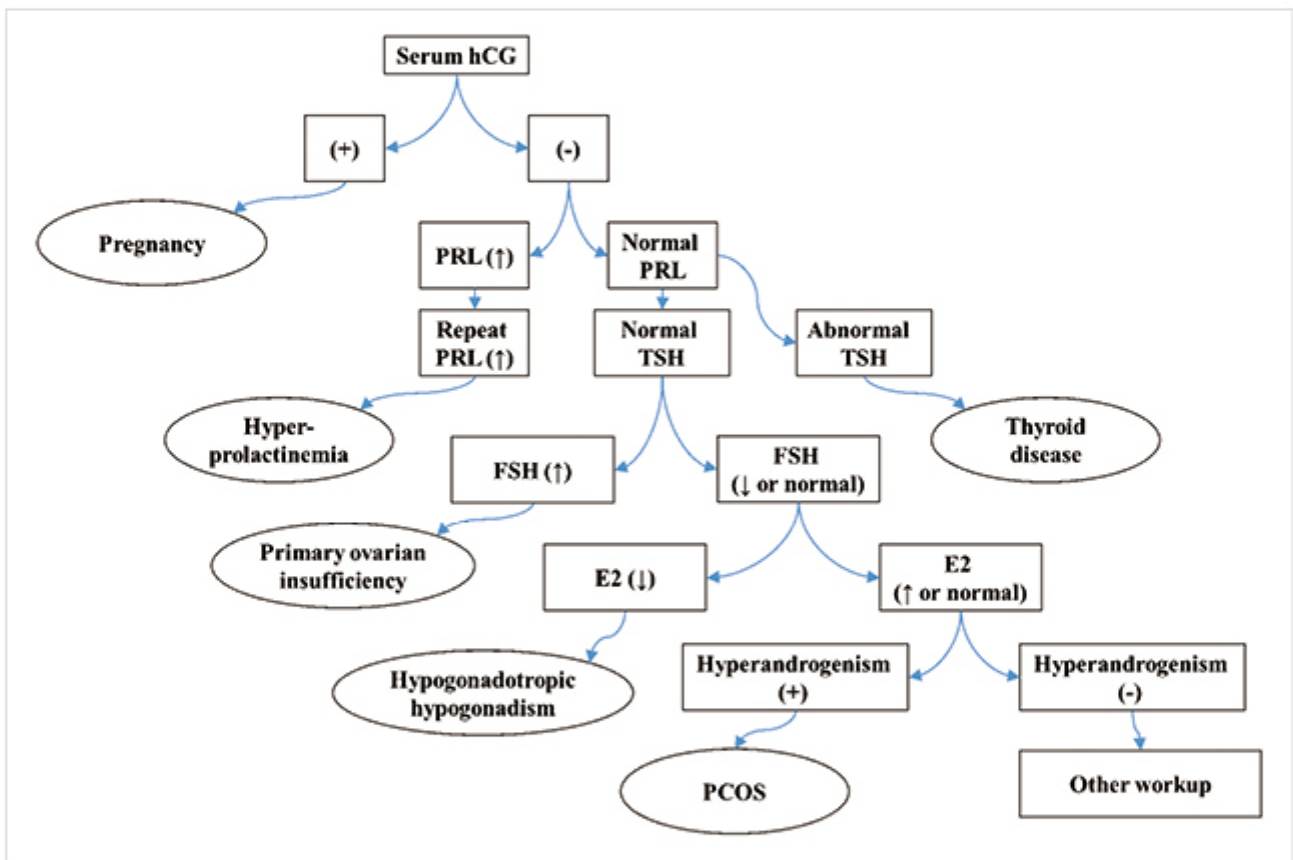 Serum hCG
(+)
(-)
Pregnancy
PRL (↑)
Normal
PRL
Repeat
PRL (↑)
Normal
TSH
Abnormal
TSH
Hyper-
prolactinemia
Thyroid
disease
FSH (↑)
FSH
(↓ or normal)
Primary ovarian
insufficiency
E2 (↓)
E2
(↑ or normal)
Hypogonadotropic
hypogonadism
Hyperandrogenism
(+)
Hyperandrogenism
(-)
PCOS
Other workup